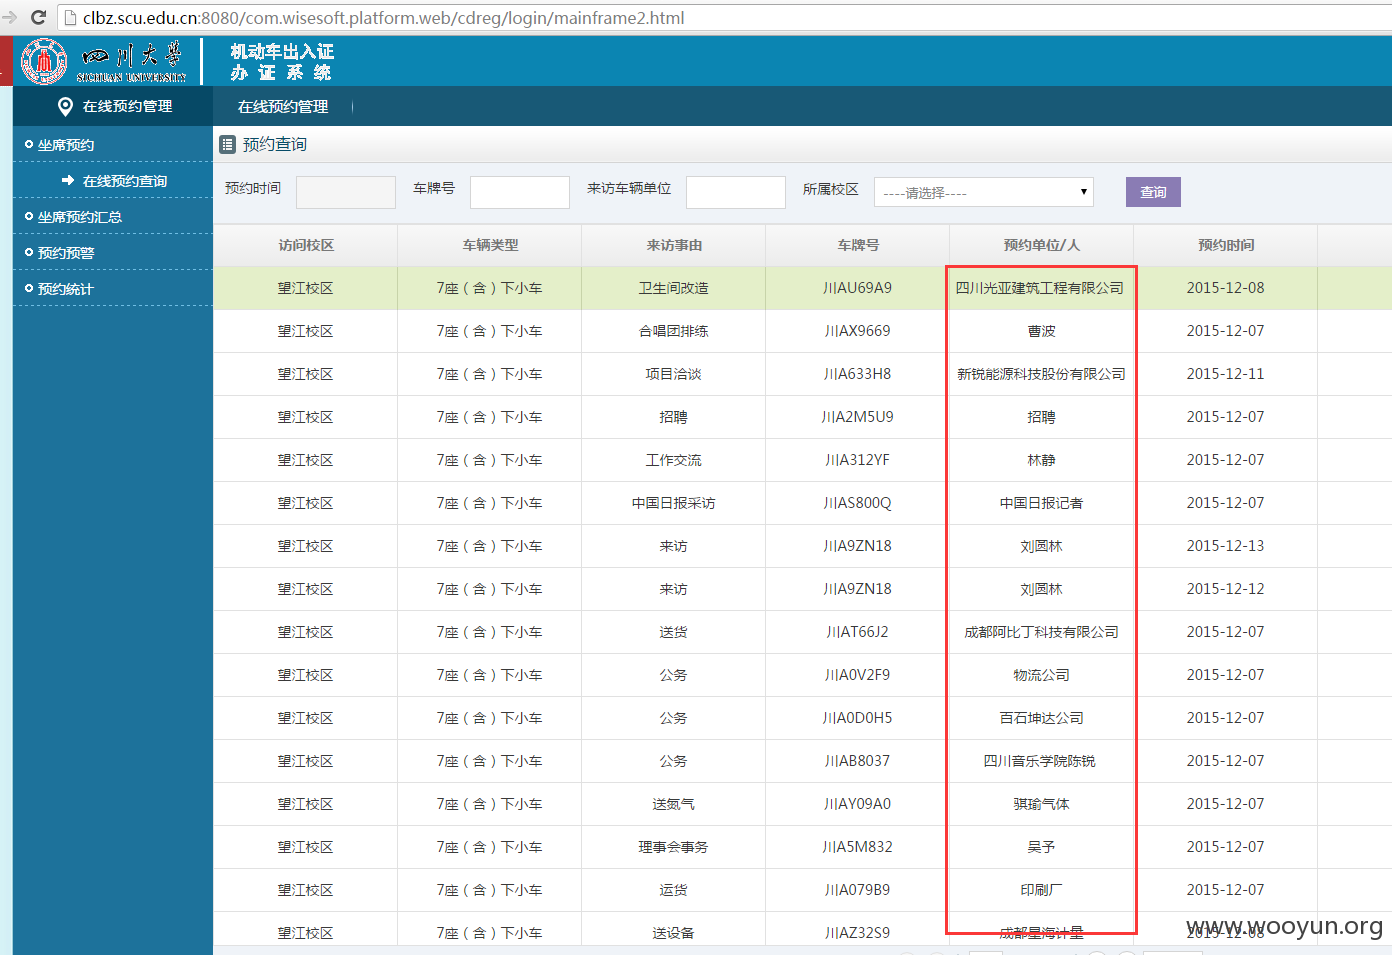 clbz.scu.edu.cn:8080/com.wisesoft.platform.web/cdreg/login/mainframe2.html
四川大学
SICHUAN UNIVERSITY
机动车出入证
办证系统
在线预约管理
在线预约管理
坐席预约
在线预约查询
坐席预约汇总
预约预警
预约统计
预约查询
预约时间 车牌号 来访车辆单位 所属校区 ----请选择---- 查询
访问校区 车辆类型 来访事由 车牌号 预约单位/人 预约时间
望江校区 7座（含）下小车 卫生间改造 川AU69A9 四川光亚建筑工程有限公司 2015-12-08
望江校区 7座（含）下小车 合唱团排练 川AX9669 曹波 2015-12-07
望江校区 7座（含）下小车 项目洽谈 川A633H8 新锐能源科技股份有限公司 2015-12-11
望江校区 7座（含）下小车 招聘 川A2M5U9 招聘 2015-12-07
望江校区 7座（含）下小车 工作交流 川A312YF 林静 2015-12-07
望江校区 7座（含）下小车 中国日报采访 川AS800Q 中国日报记者 2015-12-07
望江校区 7座（含）下小车 来访 川A9ZN18 刘圆林 2015-12-13
望江校区 7座（含）下小车 来访 川A9ZN18 刘圆林 2015-12-12
望江校区 7座（含）下小车 送货 川AT66J2 成都阿比丁科技有限公司 2015-12-07
望江校区 7座（含）下小车 公务 川A0V2F9 物流公司 2015-12-07
望江校区 7座（含）下小车 公务 川A0D0H5 百石坤达公司 2015-12-07
望江校区 7座（含）下小车 公务 川AB8037 四川音乐学院陈锐 2015-12-07
望江校区 7座（含）下小车 送氮气 川AY09A0 骐瑜气体 2015-12-07
望江校区 7座（含）下小车 理事会事务 川A5M832 吴予 2015-12-07
望江校区 7座（含）下小车 运货 川A079B9 印刷厂 2015-12-07
望江校区 7座（含）下小车 送设备 川AZ32S9 成都星海计量 2015-12-08
www.wooyun.org